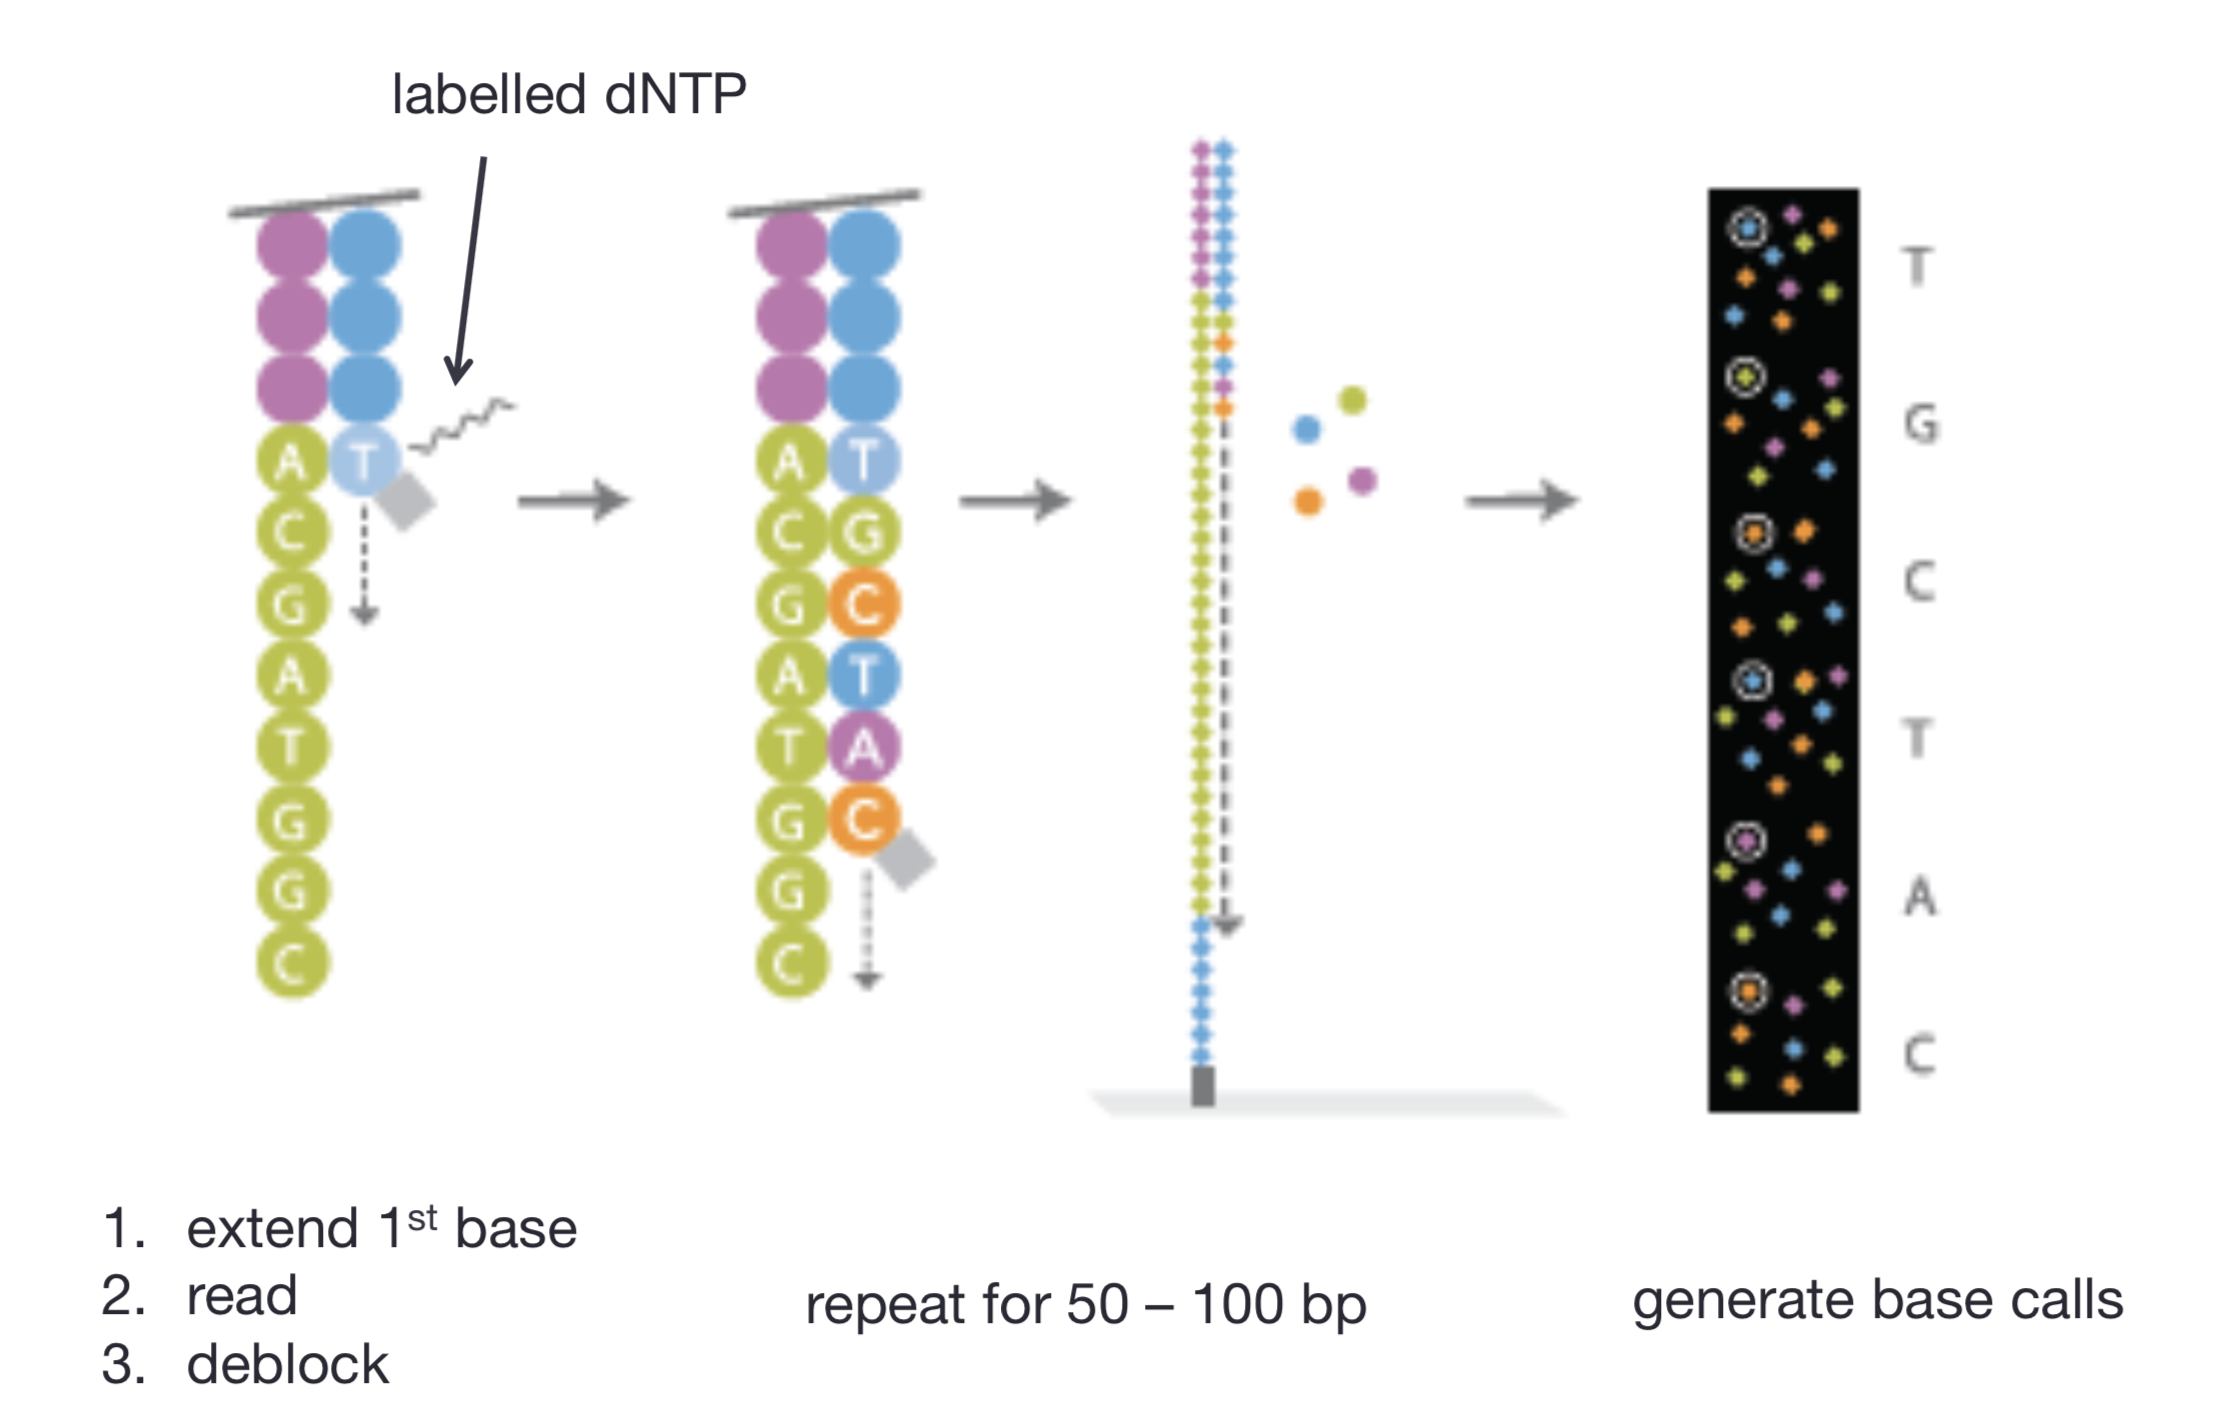 labelled dNTP
A T
C
G
A
T
G
G
C
A T
C G
G C
A T
T A
G C
G
C
T
G
C
T
A
C
1. extend 1st base
2. read
3. deblock
repeat for 50 – 100 bp
generate base calls